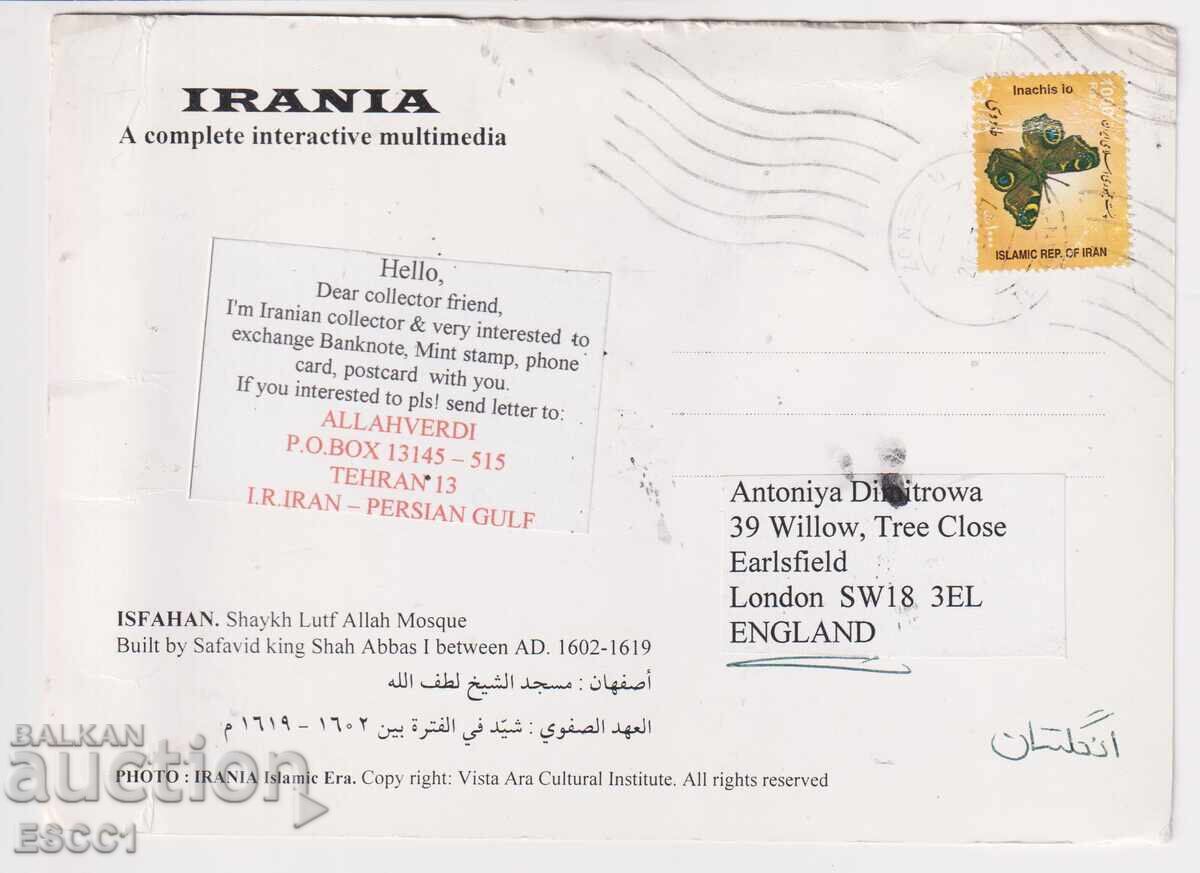 IRANIA
A complete interactive multimedia
Inachis io
ISLAMIC REP. OF IRAN
Hello,
Dear collector friend,
I'm Iranian collector & very interested to
exchange Banknote, Mint stamp, phone
card, postcard with you.
If you interested to pls! send letter to:
ALLAHVERDI
P.O.BOX 13145 – 515
TEHRAN 13
I.R.IRAN – PERSIAN GULF
Antoniya Dimitrowa
39 Willow, Tree Close
Earlsfield
London SW18 3EL
ENGLAND
ISFAHAN. Shaykh Lutf Allah Mosque
Built by Safavid king Shah Abbas I between AD. 1602-1619
أصفهان : مسجد الشيخ لطف الله
العهد الصفوي : شيّد في الفترة بين ١٦٠٢ – ١٦١٩ م
انگلستان
PHOTO : IRANIA Islamic Era. Copy right: Vista Ara Cultural Institute. All rights reserved
BALKAN
auction
ESCC1